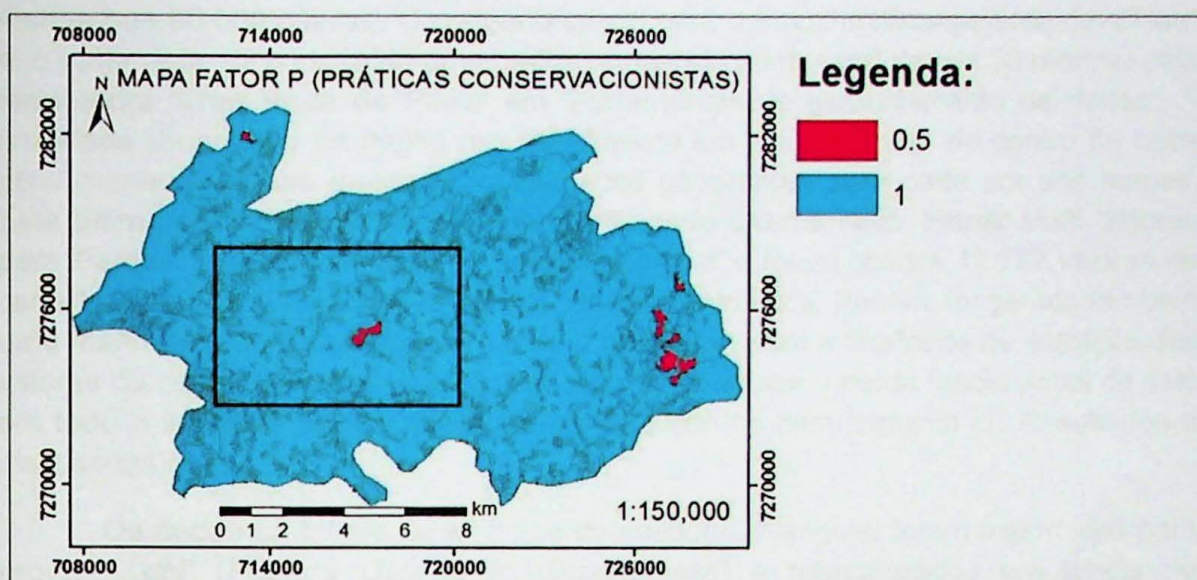 708000 714000 720000 726000
MAPA FATOR P (PRÁTICAS CONSERVACIONISTAS)
N
Legenda:
0.5
1
7282000 7282000
7276000 7276000
7270000 7270000
km
0 2 4 6 8
1:150,000
708000 714000 720000 726000